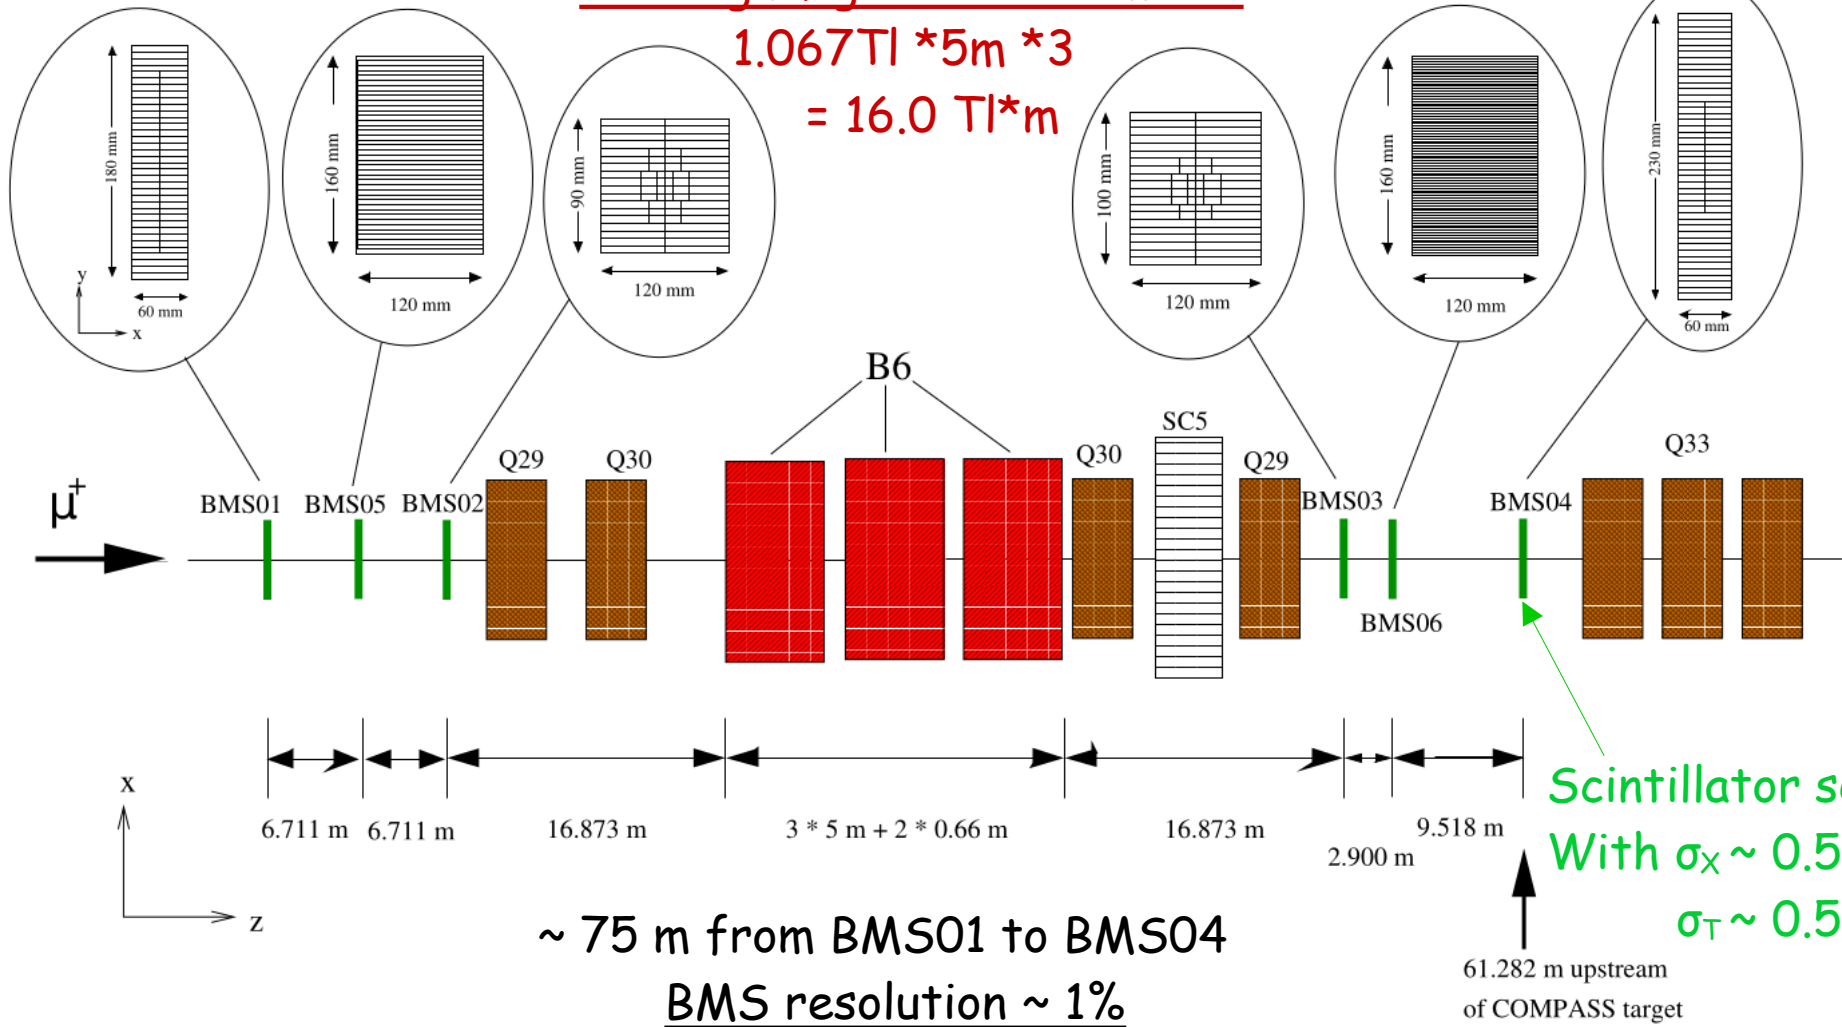 1.067Tl *5m *3
= 16.0 Tl*m
180 mm
60 mm
y
x
160 mm
120 mm
90 mm
120 mm
100 mm
120 mm
160 mm
120 mm
230 mm
60 mm
B6
SC5
Q29
Q30
Q30
Q29
Q33
μ+
BMS01
BMS05
BMS02
BMS03
BMS04
BMS06
x
z
6.711 m
6.711 m
16.873 m
3 * 5 m + 2 * 0.66 m
16.873 m
2.900 m
9.518 m
Scintillator
With σX ~ 0.5
σT ~ 0.5
~ 75 m from BMS01 to BMS04
BMS resolution ~ 1%
61.282 m upstream
of COMPASS target